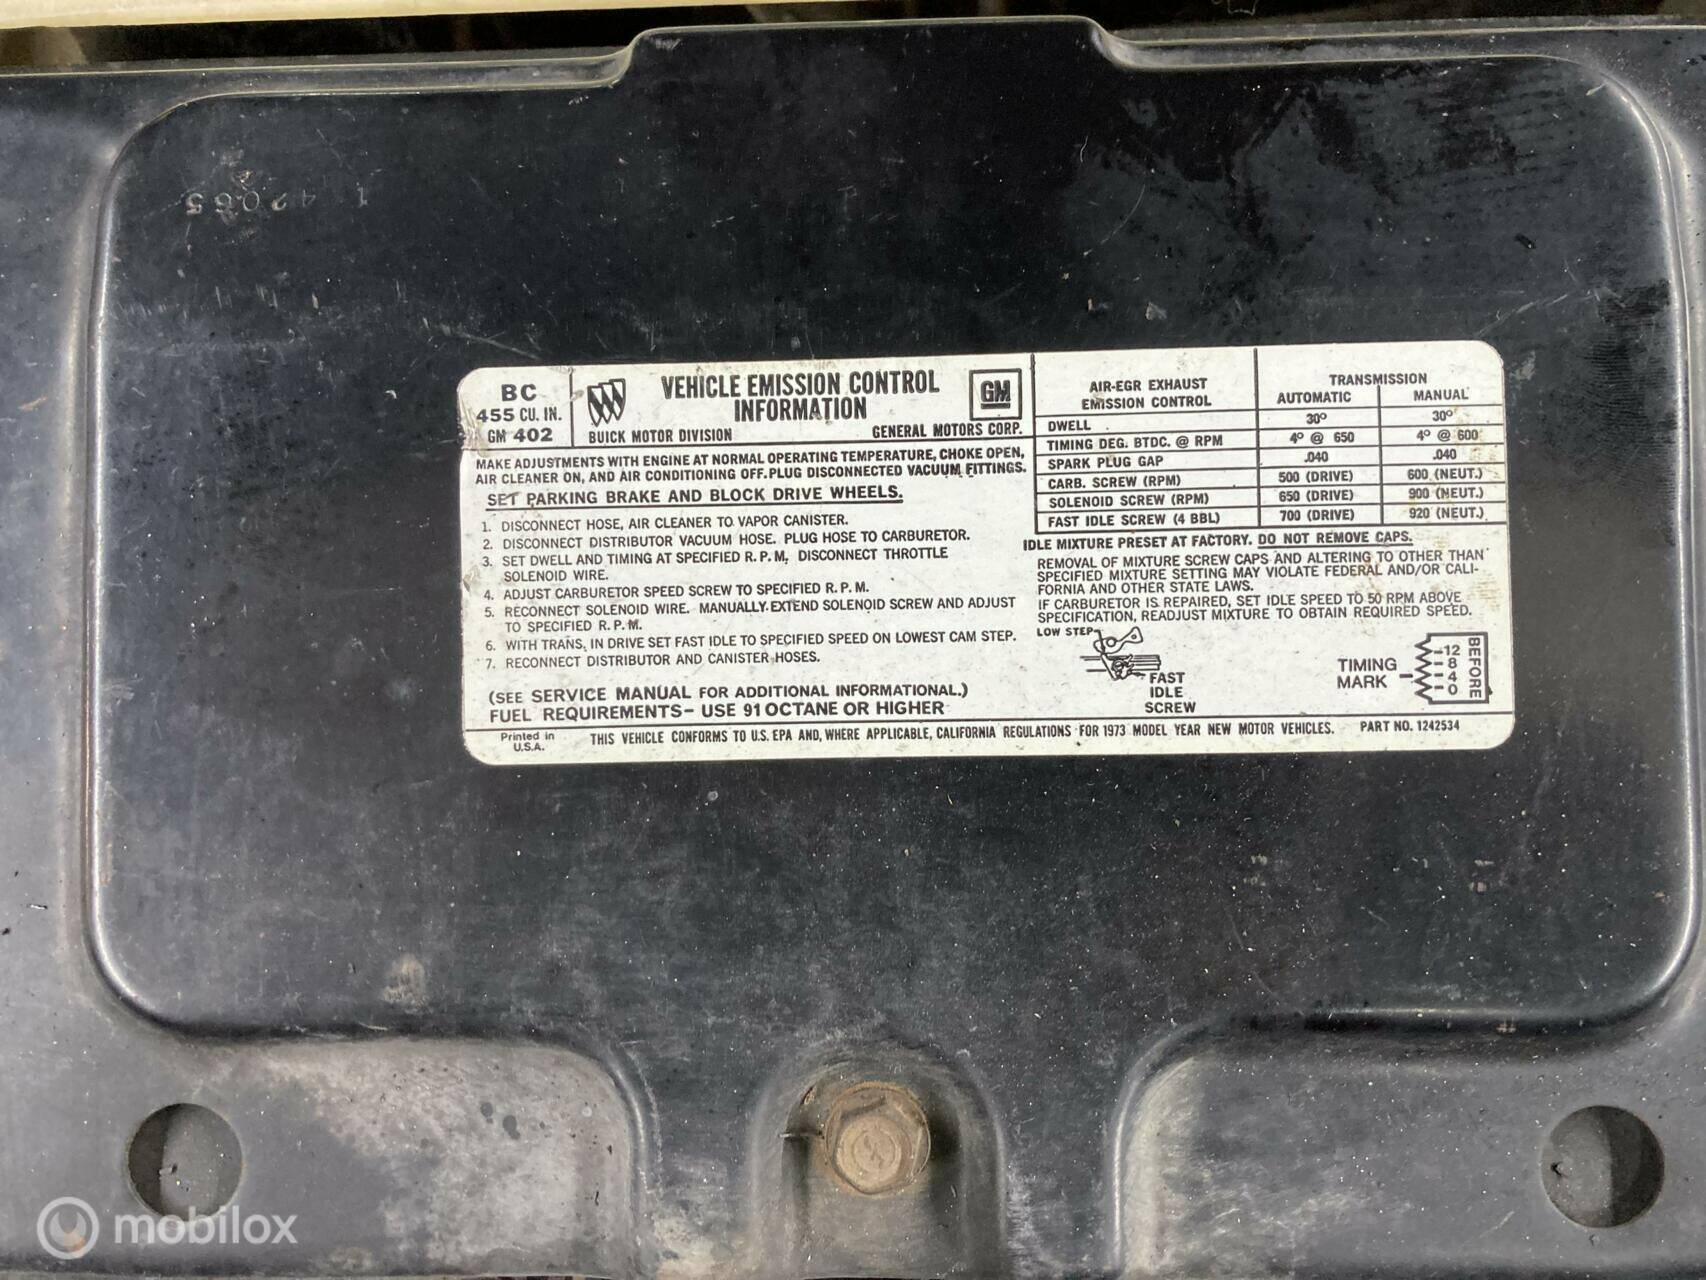 1 42065
BC
455 CU. IN.
GM 402
VEHICLE EMISSION CONTROL
INFORMATION
BUICK MOTOR DIVISION
GENERAL MOTORS CORP.
GM
MAKE ADJUSTMENTS WITH ENGINE AT NORMAL OPERATING TEMPERATURE, CHOKE OPEN,
AIR CLEANER ON, AND AIR CONDITIONING OFF. PLUG DISCONNECTED VACUUM FITTINGS.
SET PARKING BRAKE AND BLOCK DRIVE WHEELS.
1. DISCONNECT HOSE, AIR CLEANER TO VAPOR CANISTER.
2. DISCONNECT DISTRIBUTOR VACUUM HOSE. PLUG HOSE TO CARBURETOR.
3. SET DWELL AND TIMING AT SPECIFIED R.P.M. DISCONNECT THROTTLE
SOLENOID WIRE.
4. ADJUST CARBURETOR SPEED SCREW TO SPECIFIED R.P.M.
5. RECONNECT SOLENOID WIRE. MANUALLY EXTEND SOLENOID SCREW AND ADJUST
TO SPECIFIED R.P.M.
6. WITH TRANS. IN DRIVE SET FAST IDLE TO SPECIFIED SPEED ON LOWEST CAM STEP.
7. RECONNECT DISTRIBUTOR AND CANISTER HOSES.
(SEE SERVICE MANUAL FOR ADDITIONAL INFORMATIONAL.)
FUEL REQUIREMENTS- USE 91 OCTANE OR HIGHER
AIR-EGR EXHAUST
EMISSION CONTROL
TRANSMISSION
AUTOMATIC MANUAL
DWELL 30° 30°
TIMING DEG. BTDC. @ RPM 4° @ 650 4° @ 600
SPARK PLUG GAP .040 .040
CARB. SCREW (RPM) 500 (DRIVE) 600 (NEUT.)
SOLENOID SCREW (RPM) 650 (DRIVE) 900 (NEUT.)
FAST IDLE SCREW (4 BBL) 700 (DRIVE) 920 (NEUT.)
IDLE MIXTURE PRESET AT FACTORY. DO NOT REMOVE CAPS.
REMOVAL OF MIXTURE SCREW CAPS AND ALTERING TO OTHER THAN
SPECIFIED MIXTURE SETTING MAY VIOLATE FEDERAL AND/OR CALI-
FORNIA AND OTHER STATE LAWS.
IF CARBURETOR IS REPAIRED, SET IDLE SPEED TO 50 RPM ABOVE
SPECIFICATION, READJUST MIXTURE TO OBTAIN REQUIRED SPEED.
LOW STEP
FAST
IDLE
SCREW
TIMING
MARK
12
8
4
0
BEFORE
Printed in
U.S.A.
THIS VEHICLE CONFORMS TO U.S. EPA AND, WHERE APPLICABLE, CALIFORNIA REGULATIONS FOR 1973 MODEL YEAR NEW MOTOR VEHICLES. PART NO. 1242534
mobilox